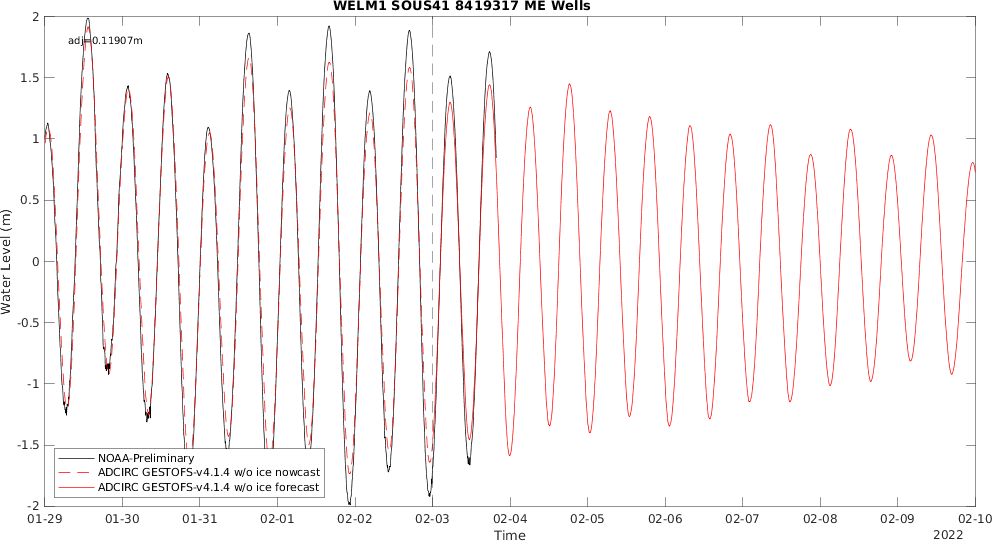 WELM1 SOUS41 8419317 ME Wells
adj=0.11907m
2
1.5
1
0.5
0
-0.5
-1
-1.5
-2
Water Level (m)
NOAA-Preliminary
ADCIRC GESTOFS-v4.1.4 w/o ice nowcast
ADCIRC GESTOFS-v4.1.4 w/o ice forecast
01-29 01-30 01-31 02-01 02-02 02-03 02-04 02-05 02-06 02-07 02-08 02-09 02-10
Time
2022